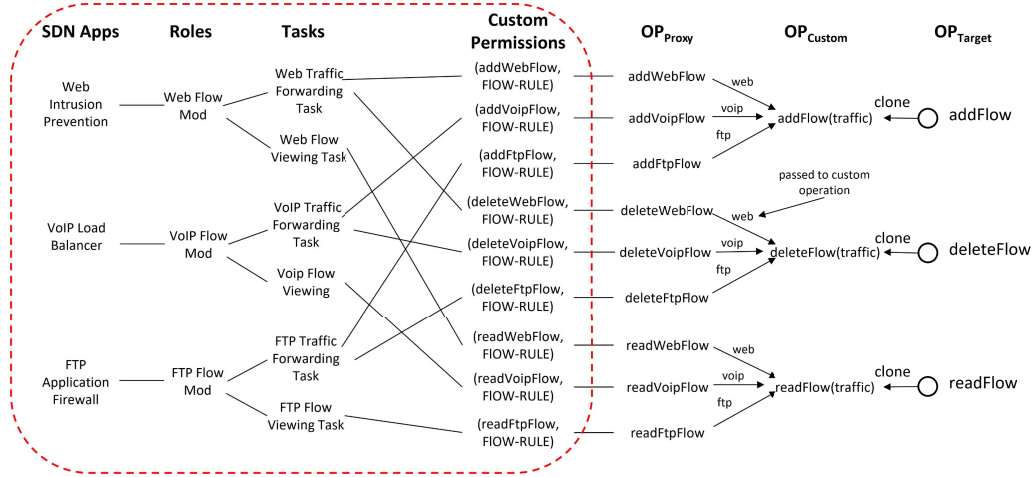 SDN Apps
Roles
Tasks
Custom
Permissions
OPProxy
OPCustom
OPTarget
Web
Intrusion
Prevention
Web Flow
Mod
Web Traffic
Forwarding
Task
Web Flow
Viewing Task
(addWebFlow,
FlOW-RULE)
addWebFlow
web
(addVoipFlow,
FlOW-RULE)
addVoipFlow
voip
addFlow(traffic)
clone
addFlow
(addFtpFlow,
FlOW-RULE)
addFtpFlow
ftp
passed to custom
operation
VoIP Load
Balancer
VoIP Flow
Mod
VoIP Traffic
Forwarding
Task
Voip Flow
Viewing
(deleteWebFlow,
FlOW-RULE)
deleteWebFlow
web
(deleteVoipFlow,
FlOW-RULE)
deleteVoipFlow
voip
deleteFlow(traffic)
clone
deleteFlow
(deleteFtpFlow,
FlOW-RULE)
deleteFtpFlow
ftp
FTP
Application
Firewall
FTP Flow
Mod
FTP Traffic
Forwarding
Task
FTP Flow
Viewing Task
(readWebFlow,
FlOW-RULE)
readWebFlow
web
(readVoipFlow,
FlOW-RULE)
readVoipFlow
voip
readFlow(traffic)
clone
readFlow
(readFtpFlow,
FlOW-RULE)
readFtpFlow
ftp